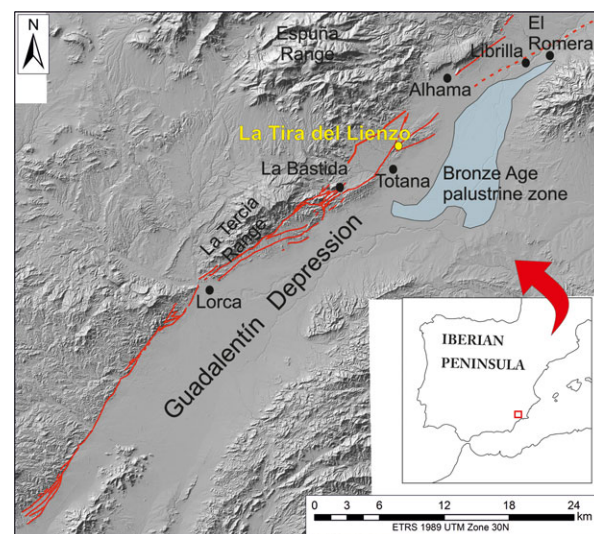 N
Espuña
Range
El
Romera
Librilla
Alhama
La Tira del Lienzo
La Bastida
Totana
Bronze Age
palustrine zone
La Tercia
Range
Lorca
Guadalentín Depression
IBERIAN
PENINSULA
0 3 6 12 18 24
km
ETRS 1989 UTM Zone 30N